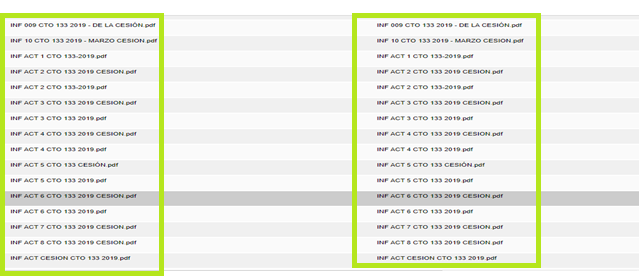 INF 009 CTO 133 2019 - DE LA CESIÓN.pdf INF 009 CTO 133 2019 - DE LA CESIÓN.pdf
INF 10 CTO 133 2019 - MARZO CESION.pdf INF 10 CTO 133 2019 - MARZO CESION.pdf
INF ACT 1 CTO 133-2019.pdf INF ACT 1 CTO 133-2019.pdf
INF ACT 2 CTO 133 2019 CESION.pdf INF ACT 2 CTO 133 2019 CESION.pdf
INF ACT 2 CTO 133-2019.pdf INF ACT 2 CTO 133-2019.pdf
INF ACT 3 CTO 133 2019 CESION.pdf INF ACT 3 CTO 133 2019 CESION.pdf
INF ACT 3 CTO 133 2019.pdf INF ACT 3 CTO 133 2019.pdf
INF ACT 4 CTO 133 2019 CESION.pdf INF ACT 4 CTO 133 2019 CESION.pdf
INF ACT 4 CTO 133 2019.pdf INF ACT 4 CTO 133 2019.pdf
INF ACT 5 CTO 133 CESIÓN.pdf INF ACT 5 CTO 133 CESIÓN.pdf
INF ACT 5 CTO 133 2019.pdf INF ACT 5 CTO 133 2019.pdf
INF ACT 6 CTO 133 2019 CESION.pdf INF ACT 6 CTO 133 2019 CESION.pdf
INF ACT 6 CTO 133 2019.pdf INF ACT 6 CTO 133 2019.pdf
INF ACT 7 CTO 133 2019 CESION.pdf INF ACT 7 CTO 133 2019 CESION.pdf
INF ACT 8 CTO 133 2019 CESION.pdf INF ACT 8 CTO 133 2019 CESION.pdf
INF ACT CESION CTO 133 2019.pdf INF ACT CESION CTO 133 2019.pdf